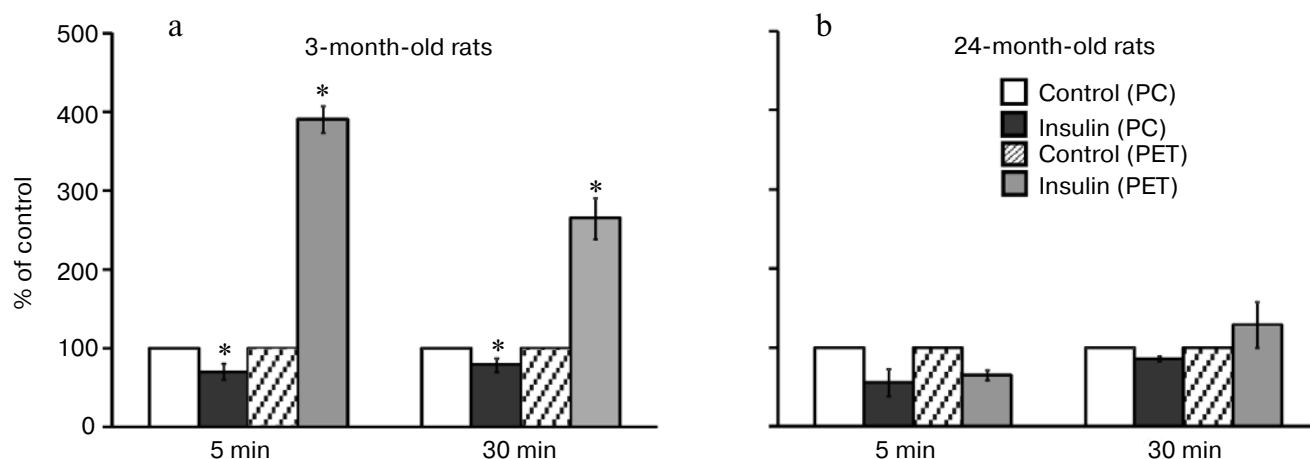 a
3-month-old rats
% of control
500
400
300
200
100
0
*
*
*
*
5 min
30 min
b
24-month-old rats
Control (PC)
Insulin (PC)
Control (PET)
Insulin (PET)
5 min
30 min